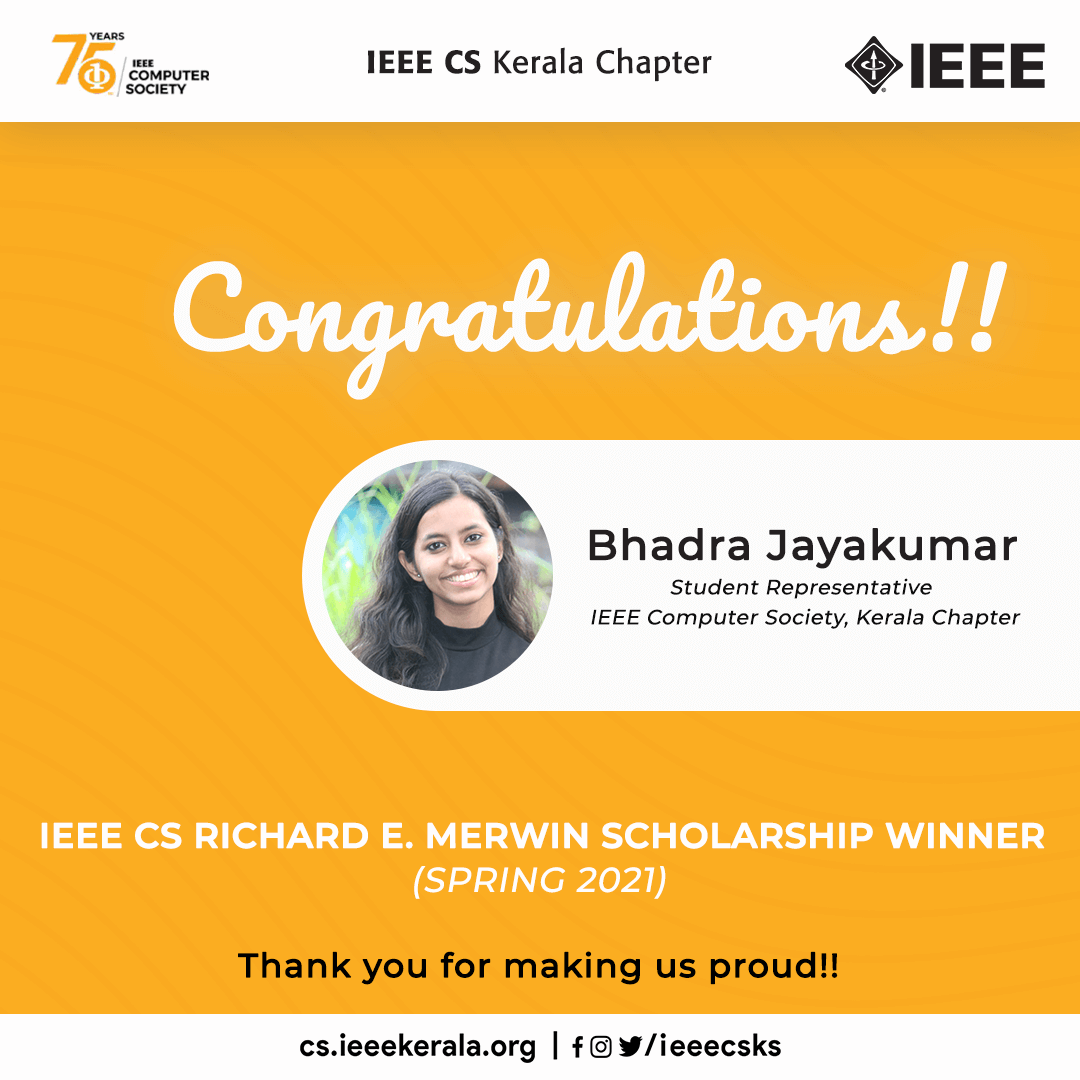 75 YEARS
IEEE
COMPUTER
SOCIETY
IEEE CS Kerala Chapter
IEEE
Congratulations!!
Bhadra Jayakumar
Student Representative
IEEE Computer Society, Kerala Chapter
IEEE CS RICHARD E. MERWIN SCHOLARSHIP WINNER
(SPRING 2021)
Thank you for making us proud!!
cs.ieeekerala.org | /ieeecsks